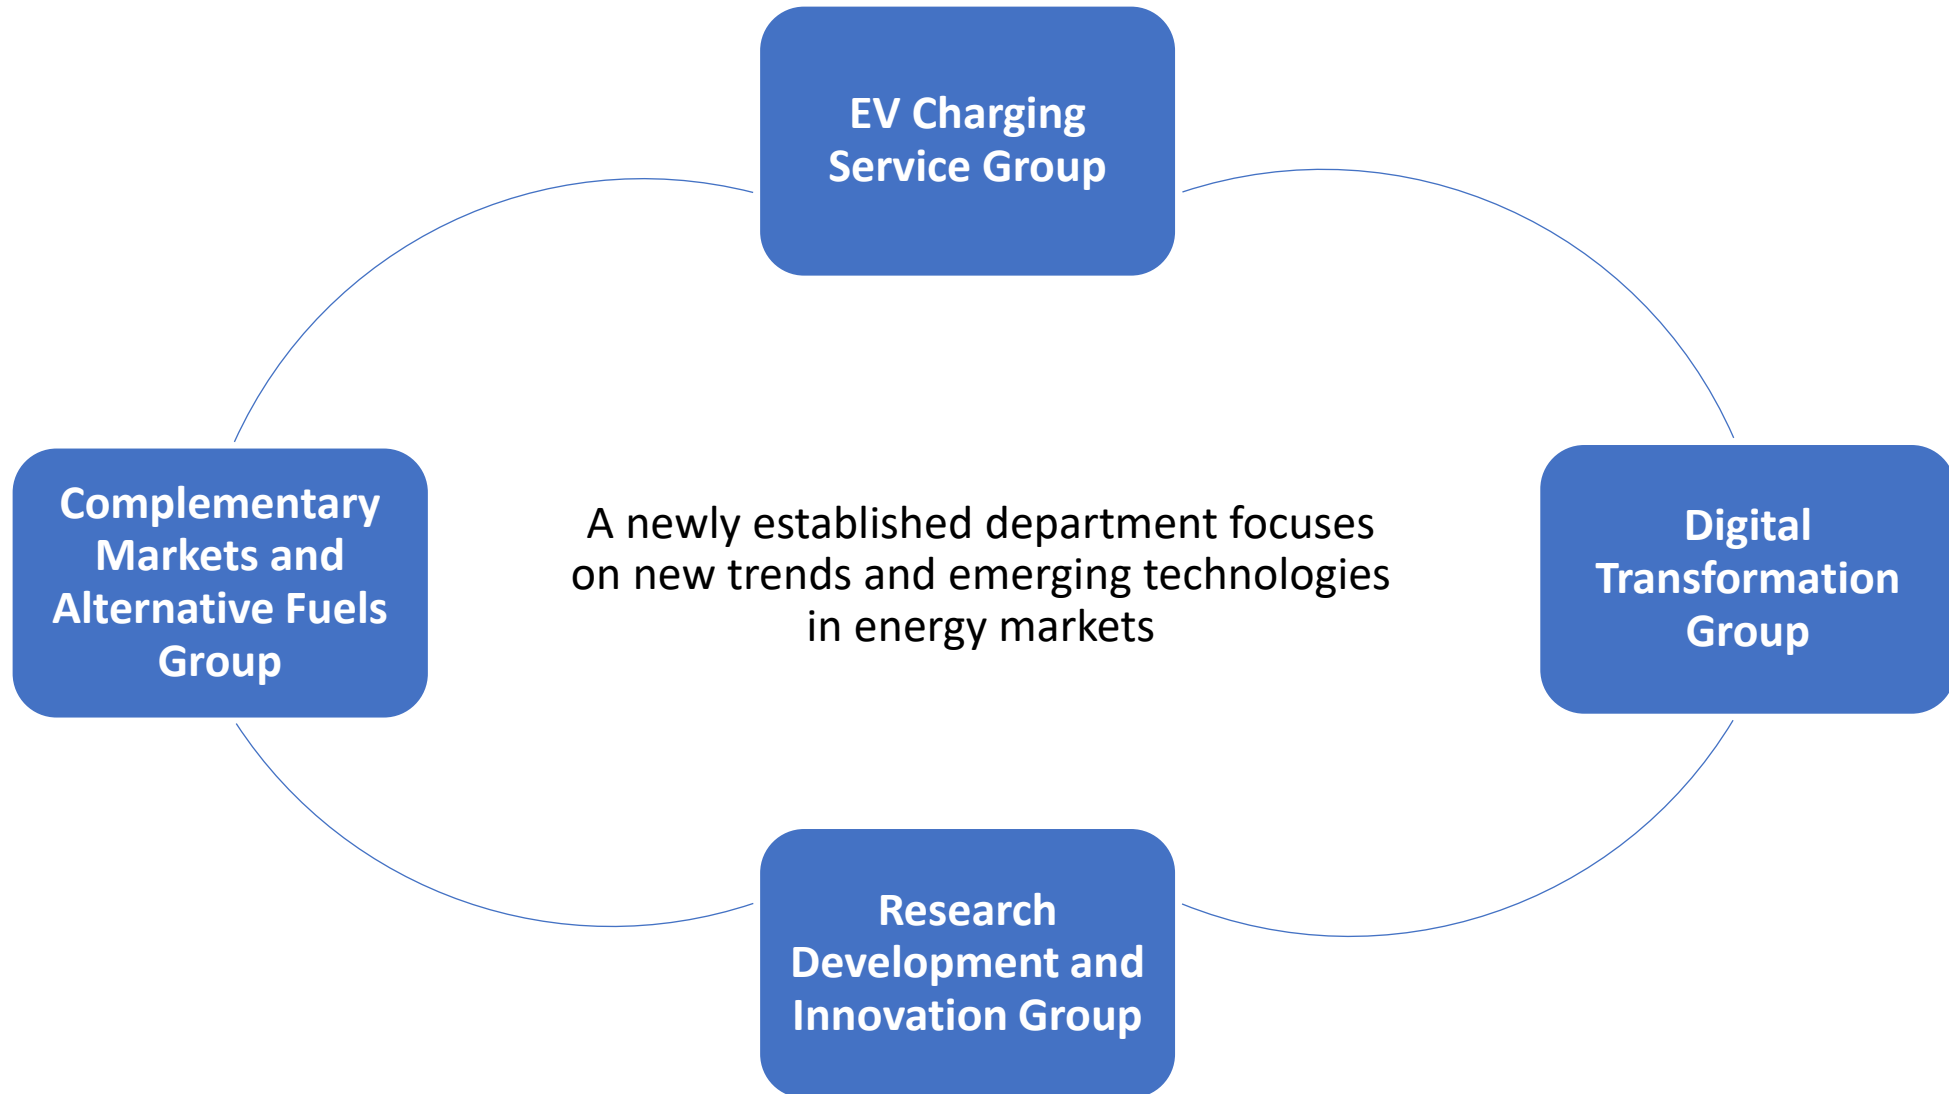 EV Charging
Service Group
Complementary
Markets and
Alternative Fuels
Group
A newly established department focuses
on new trends and emerging technologies
in energy markets
Digital
Transformation
Group
Research
Development and
Innovation Group